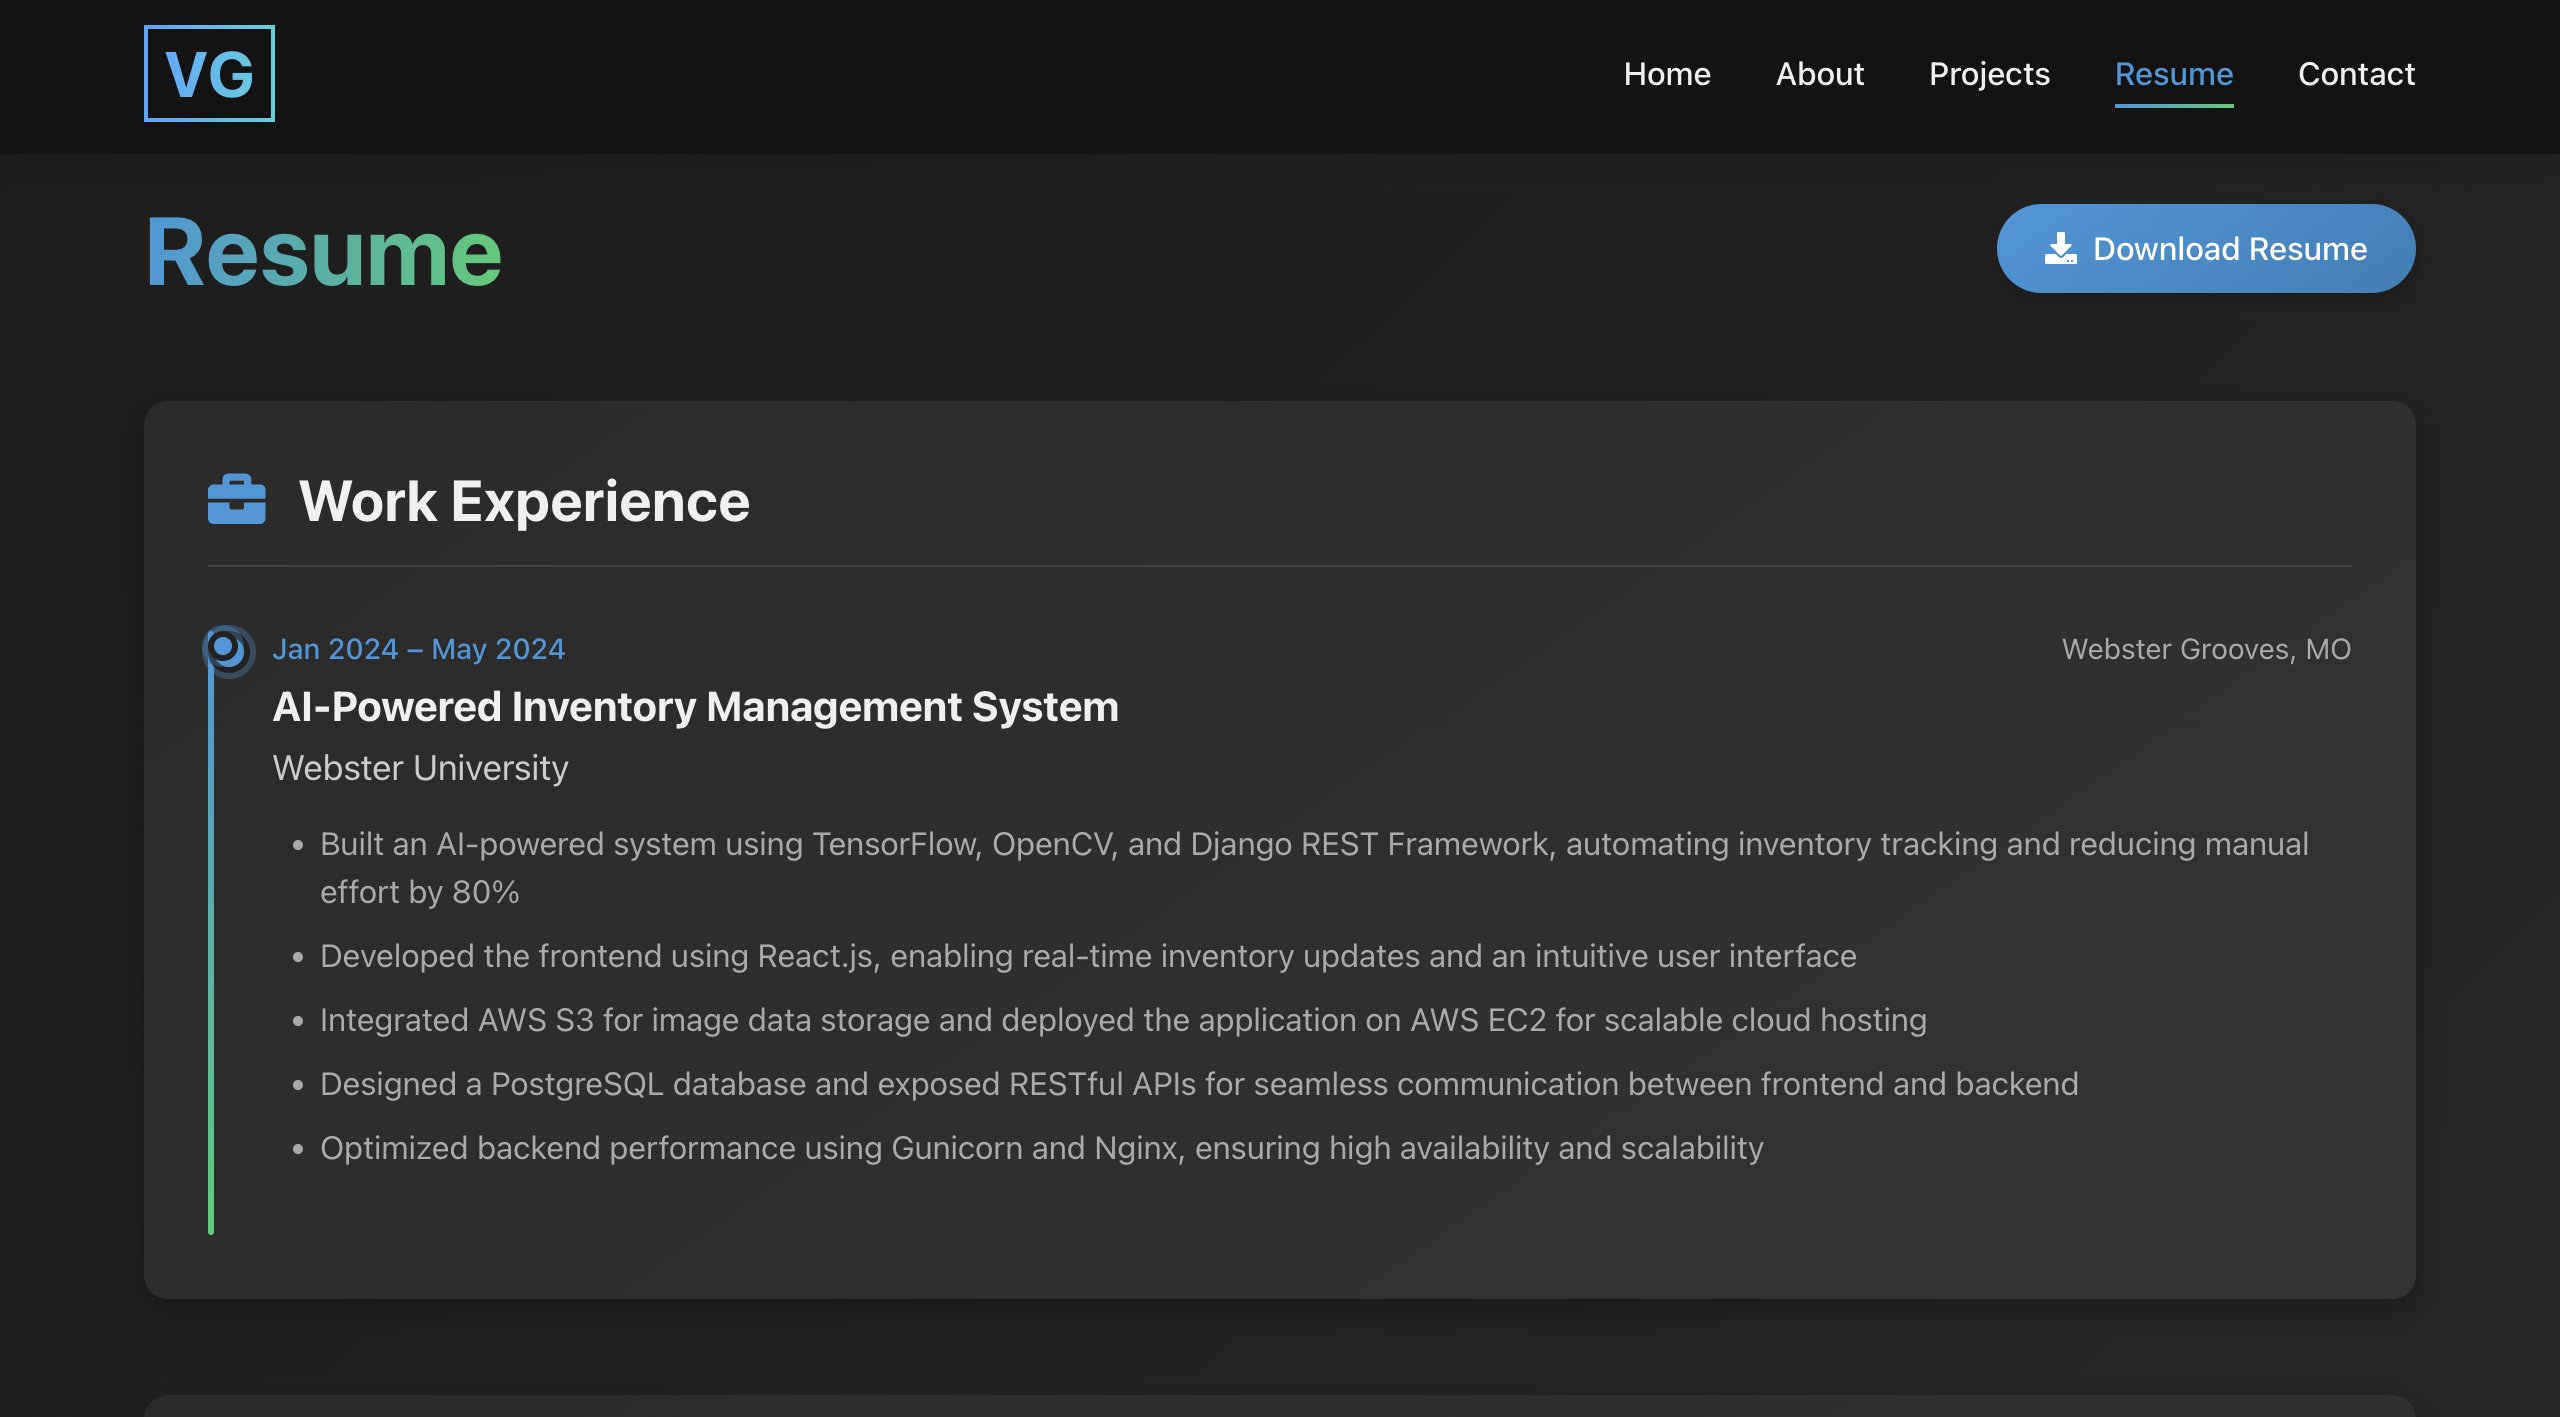 VG
Home
About
Projects
Resume
Contact
Resume
Download Resume
Work Experience
Jan 2024 – May 2024
Webster Grooves, MO
AI-Powered Inventory Management System
Webster University
• Built an AI-powered system using TensorFlow, OpenCV, and Django REST Framework, automating inventory tracking and reducing manual
effort by 80%
• Developed the frontend using React.js, enabling real-time inventory updates and an intuitive user interface
• Integrated AWS S3 for image data storage and deployed the application on AWS EC2 for scalable cloud hosting
• Designed a PostgreSQL database and exposed RESTful APIs for seamless communication between frontend and backend
• Optimized backend performance using Gunicorn and Nginx, ensuring high availability and scalability